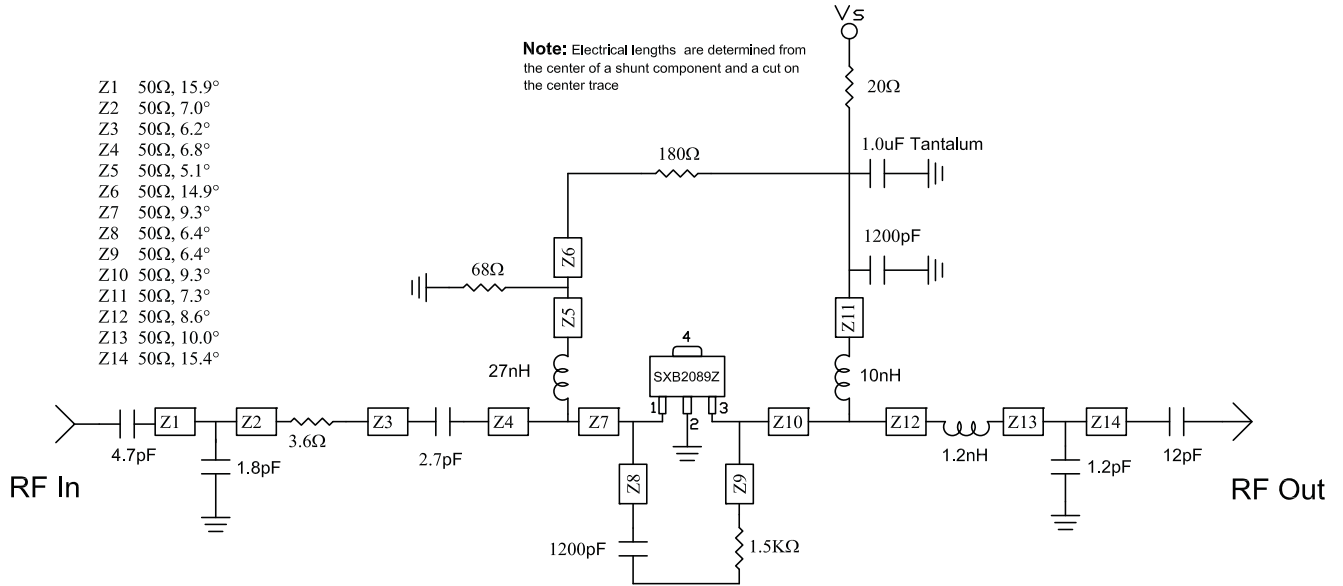 Vs
Note: Electrical lengths are determined from
the center of a shunt component and a cut on
the center trace
20Ω
Z1 50Ω, 15.9°
Z2 50Ω, 7.0°
Z3 50Ω, 6.2°
Z4 50Ω, 6.8°
Z5 50Ω, 5.1°
Z6 50Ω, 14.9°
Z7 50Ω, 9.3°
Z8 50Ω, 6.4°
Z9 50Ω, 6.4°
Z10 50Ω, 9.3°
Z11 50Ω, 7.3°
Z12 50Ω, 8.6°
Z13 50Ω, 10.0°
Z14 50Ω, 15.4°
180Ω
1.0uF Tantalum
1200pF
Z6
68Ω
Z5
Z11
4
27nH
SXB2089Z
10nH
1
2
3
Z1
Z2
3.6Ω
Z3
Z4
Z7
Z10
Z12
Z13
Z14
4.7pF
1.8pF
2.7pF
1.2nH
1.2pF
12pF
RF In
RF Out
Z8
Z9
1200pF
1.5KΩ